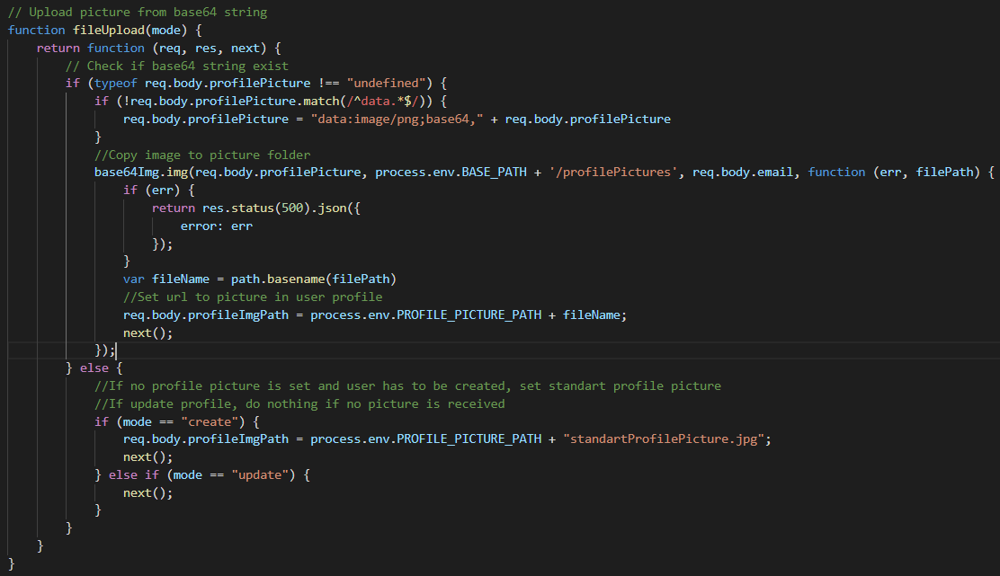 // Upload picture from base64 string
function fileUpload(mode) {
    return function (req, res, next) {
        // Check if base64 string exist
        if (typeof req.body.profilePicture !== "undefined") {
            if (!req.body.profilePicture.match(/^data.*$/)) {
                req.body.profilePicture = "data:image/png;base64," + req.body.profilePicture
            }
            //Copy image to picture folder
            base64Img.img(req.body.profilePicture, process.env.BASE_PATH + '/profilePictures', req.body.email, function (err, filePath) {
                if (err) {
                    return res.status(500).json({
                        error: err
                    });
                }
                var fileName = path.basename(filePath)
                //Set url to picture in user profile
                req.body.profileImgPath = process.env.PROFILE_PICTURE_PATH + fileName;
                next();
            });
        } else {
            //If no profile picture is set and user has to be created, set standart profile picture
            //If update profile, do nothing if no picture is received
            if (mode == "create") {
                req.body.profileImgPath = process.env.PROFILE_PICTURE_PATH + "standartProfilePicture.jpg";
                next();
            } else if (mode == "update") {
                next();
            }
        }
    }
}